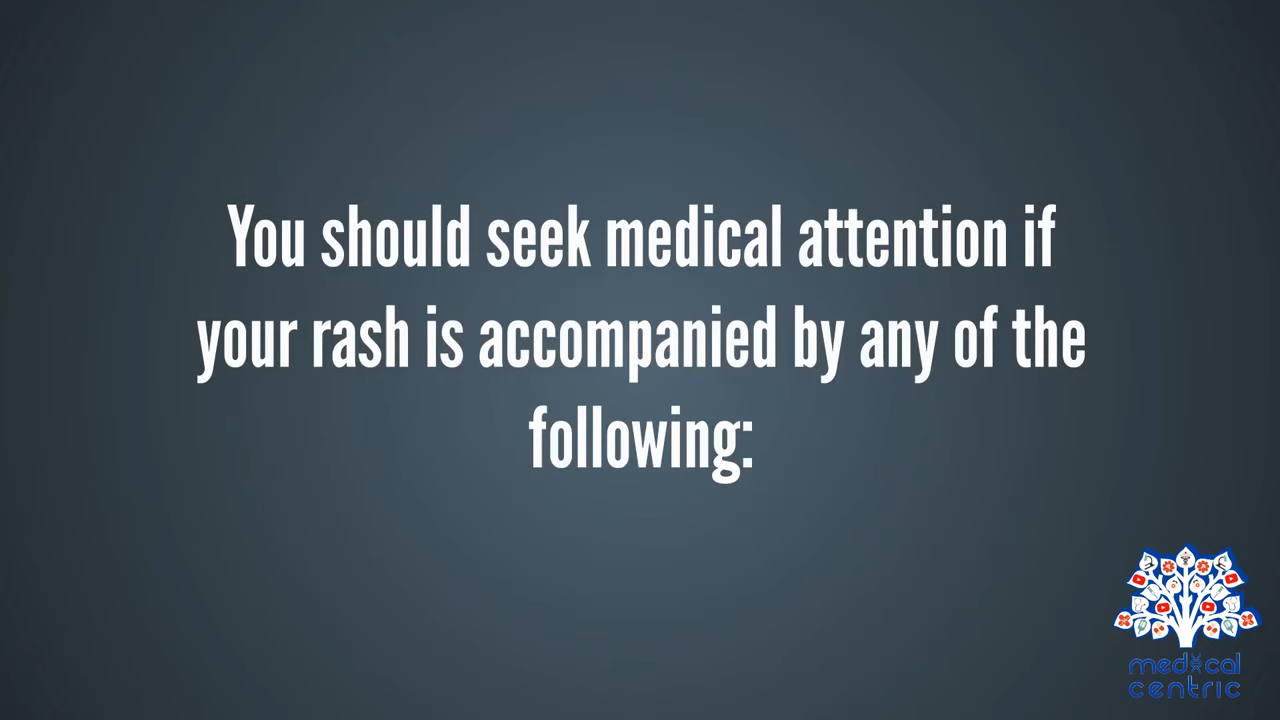 You should seek medical attention if
your rash is accompanied by any of the
following:
medical
centric